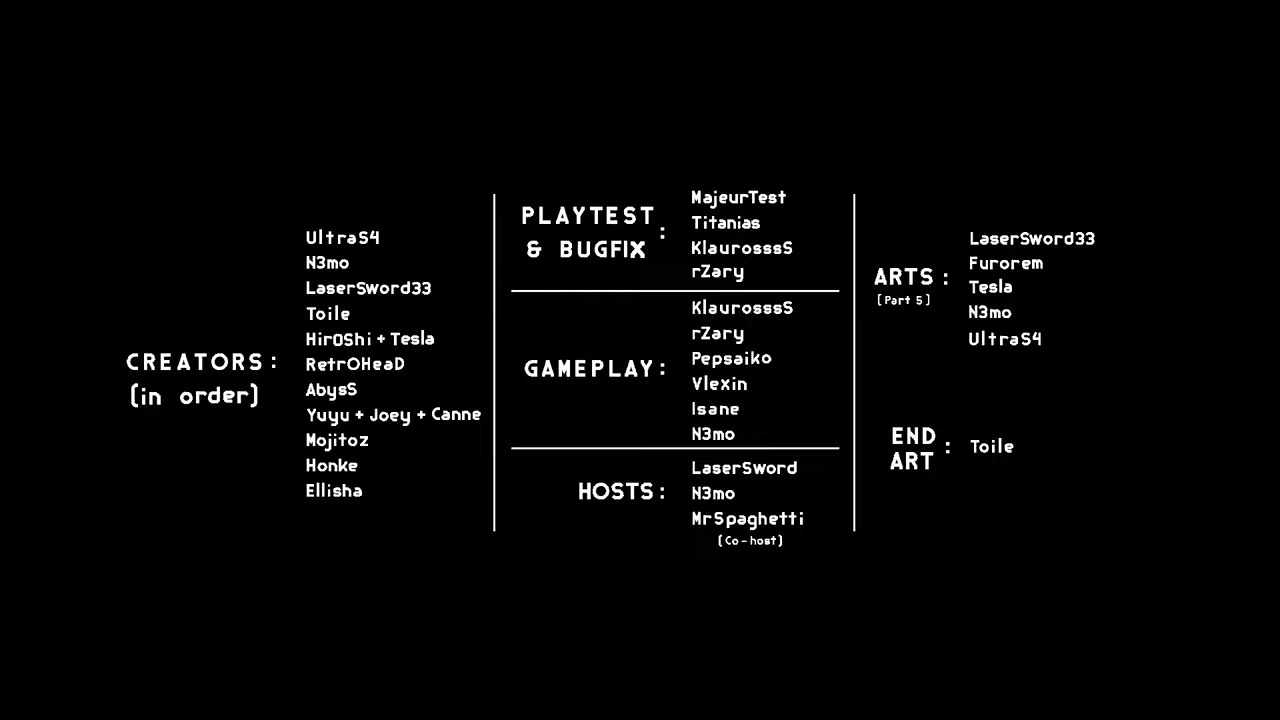 CREATORS :
(in order)
UltraS4
N3mo
LaserSword33
Toile
Hir0Shi + Tesla
Retr0HeaD
AbysS
Yuyu + Joey + Canne
Mojitoz
Honke
Ellisha
PLAYTEST
& BUGFIX :
MajeurTest
Titanias
KlaurosssS
rZary
GAMEPLAY :
KlaurosssS
rZary
Pepsaiko
Vlexin
Isane
N3mo
HOSTS :
LaserSword
N3mo
MrSpaghetti
(Co-host)
ARTS :
(Part 5)
LaserSword33
Furorem
Tesla
N3mo
UltraS4
END
ART :
Toile